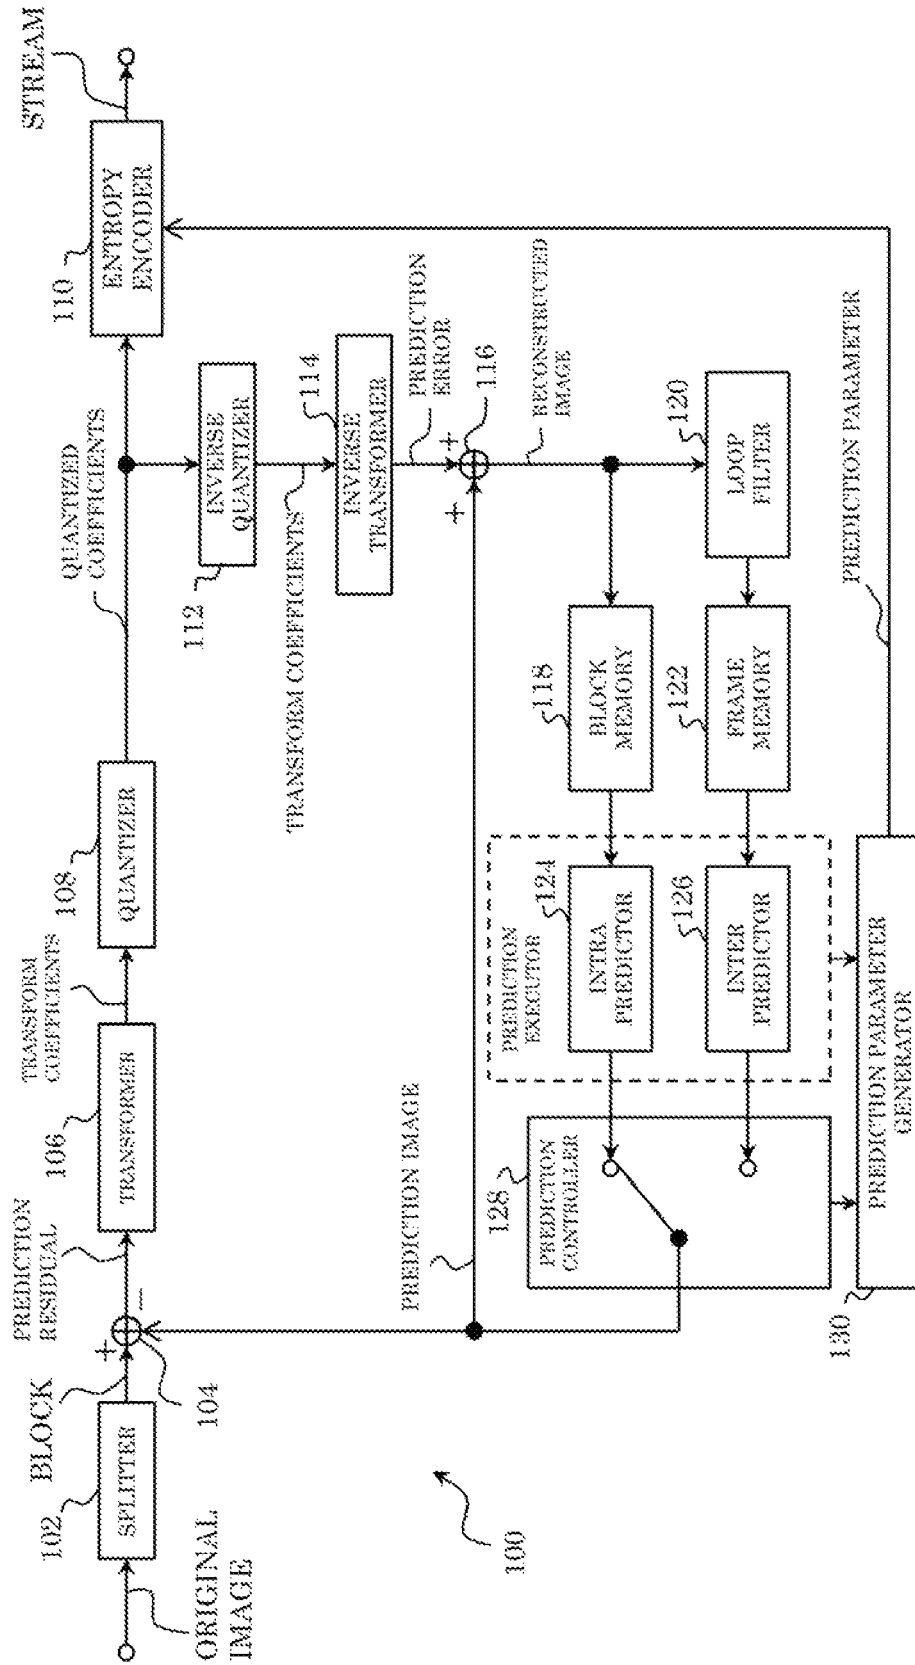 ORIGINAL
IMAGE
102
SPLITTER
BLOCK
+
104
−
PREDICTION
RESIDUAL
106
TRANSFORMER
TRANSFORM
COEFFICIENTS
108
QUANTIZER
QUANTIZED
COEFFICIENTS
110
ENTROPY
ENCODER
STREAM
112
INVERSE
QUANTIZER
TRANSFORM COEFFICIENTS
114
INVERSE
TRANSFORMER
PREDICTION
ERROR
+
+
116
RECONSTRUCTED
IMAGE
PREDICTION IMAGE
118
BLOCK
MEMORY
120
LOOP
FILTER
122
FRAME
MEMORY
PREDICTION
EXECUTOR
124
INTRA
PREDICTOR
126
INTER
PREDICTOR
128
PREDICTION
CONTROLLER
130
PREDICTION PARAMETER
GENERATOR
PREDICTION PARAMETER
100